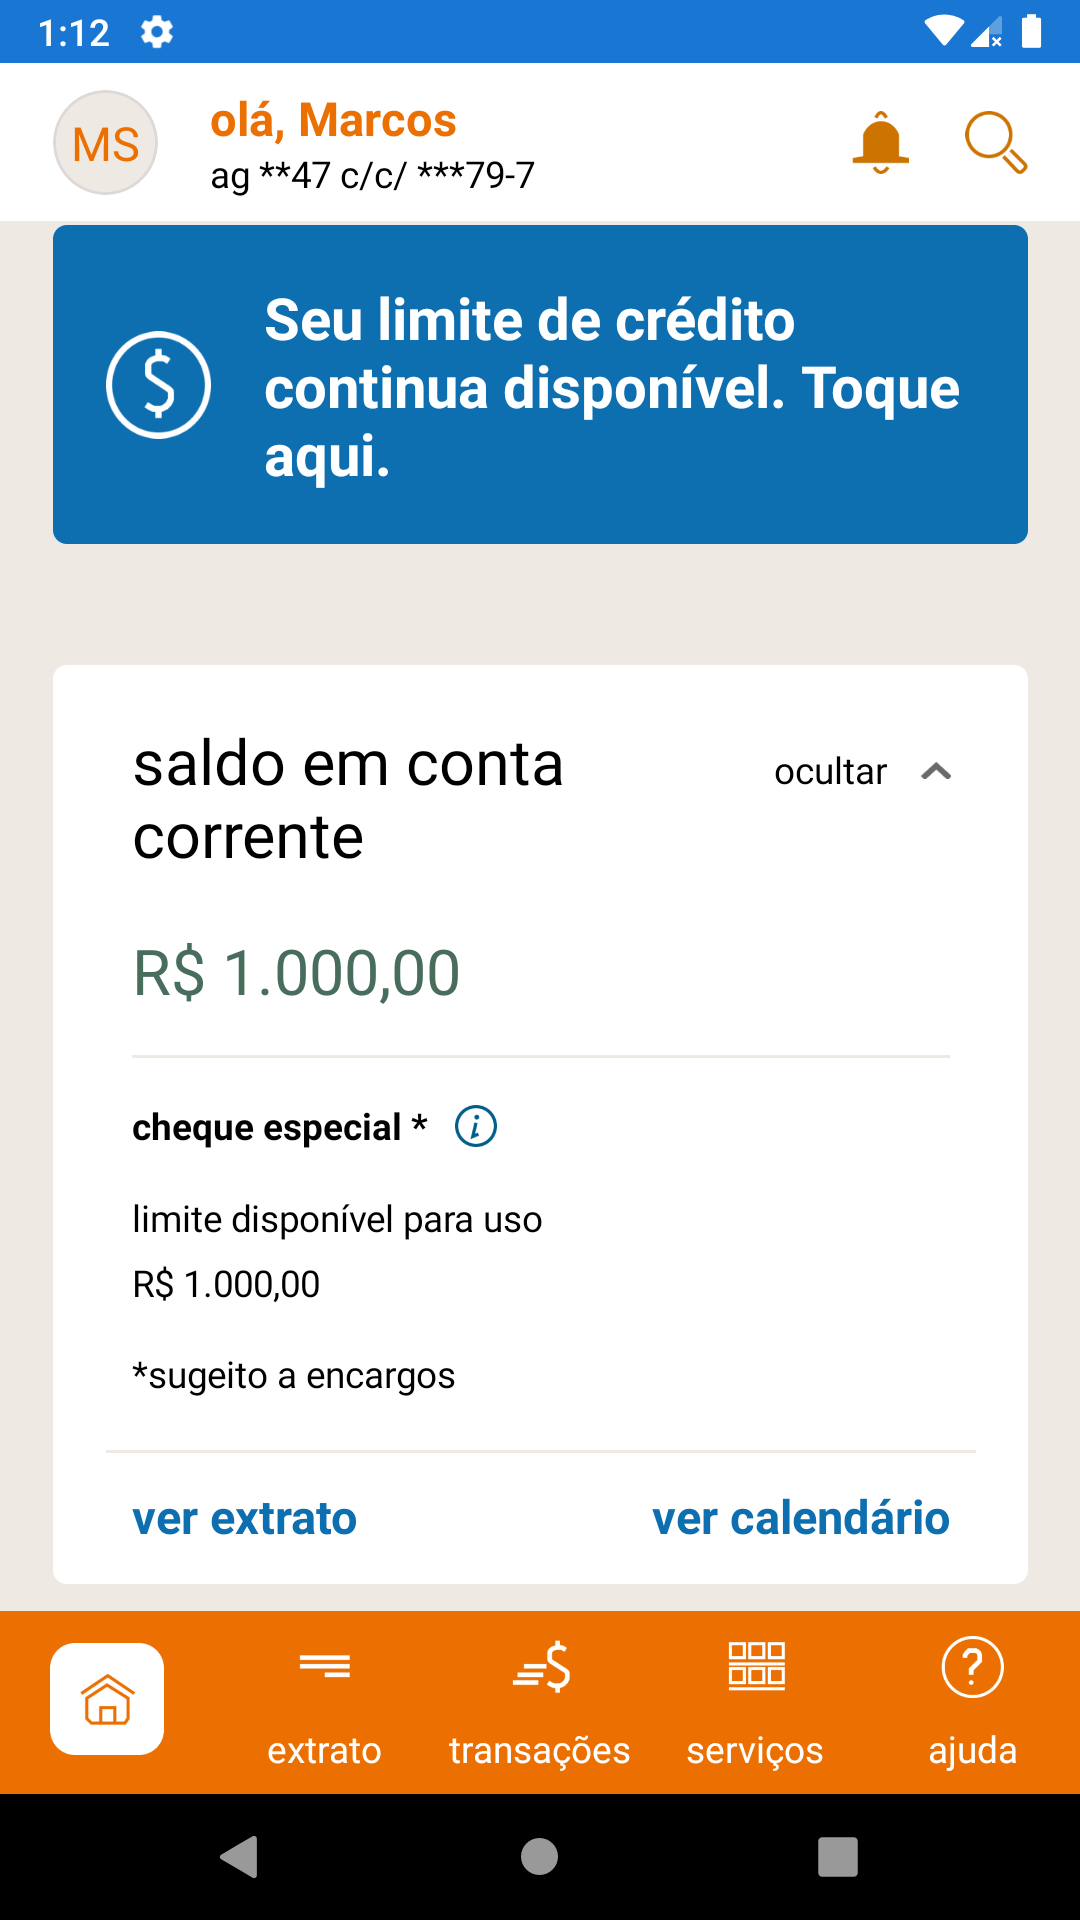 1:12
MS
olá, Marcos
ag **47 c/c/ ***79-7
Seu limite de crédito
continua disponível. Toque
aqui.
saldo em conta
corrente
ocultar
R$ 1.000,00
cheque especial *
limite disponível para uso
R$ 1.000,00
*sugeito a encargos
ver extrato
ver calendário
extrato
transações
serviços
ajuda